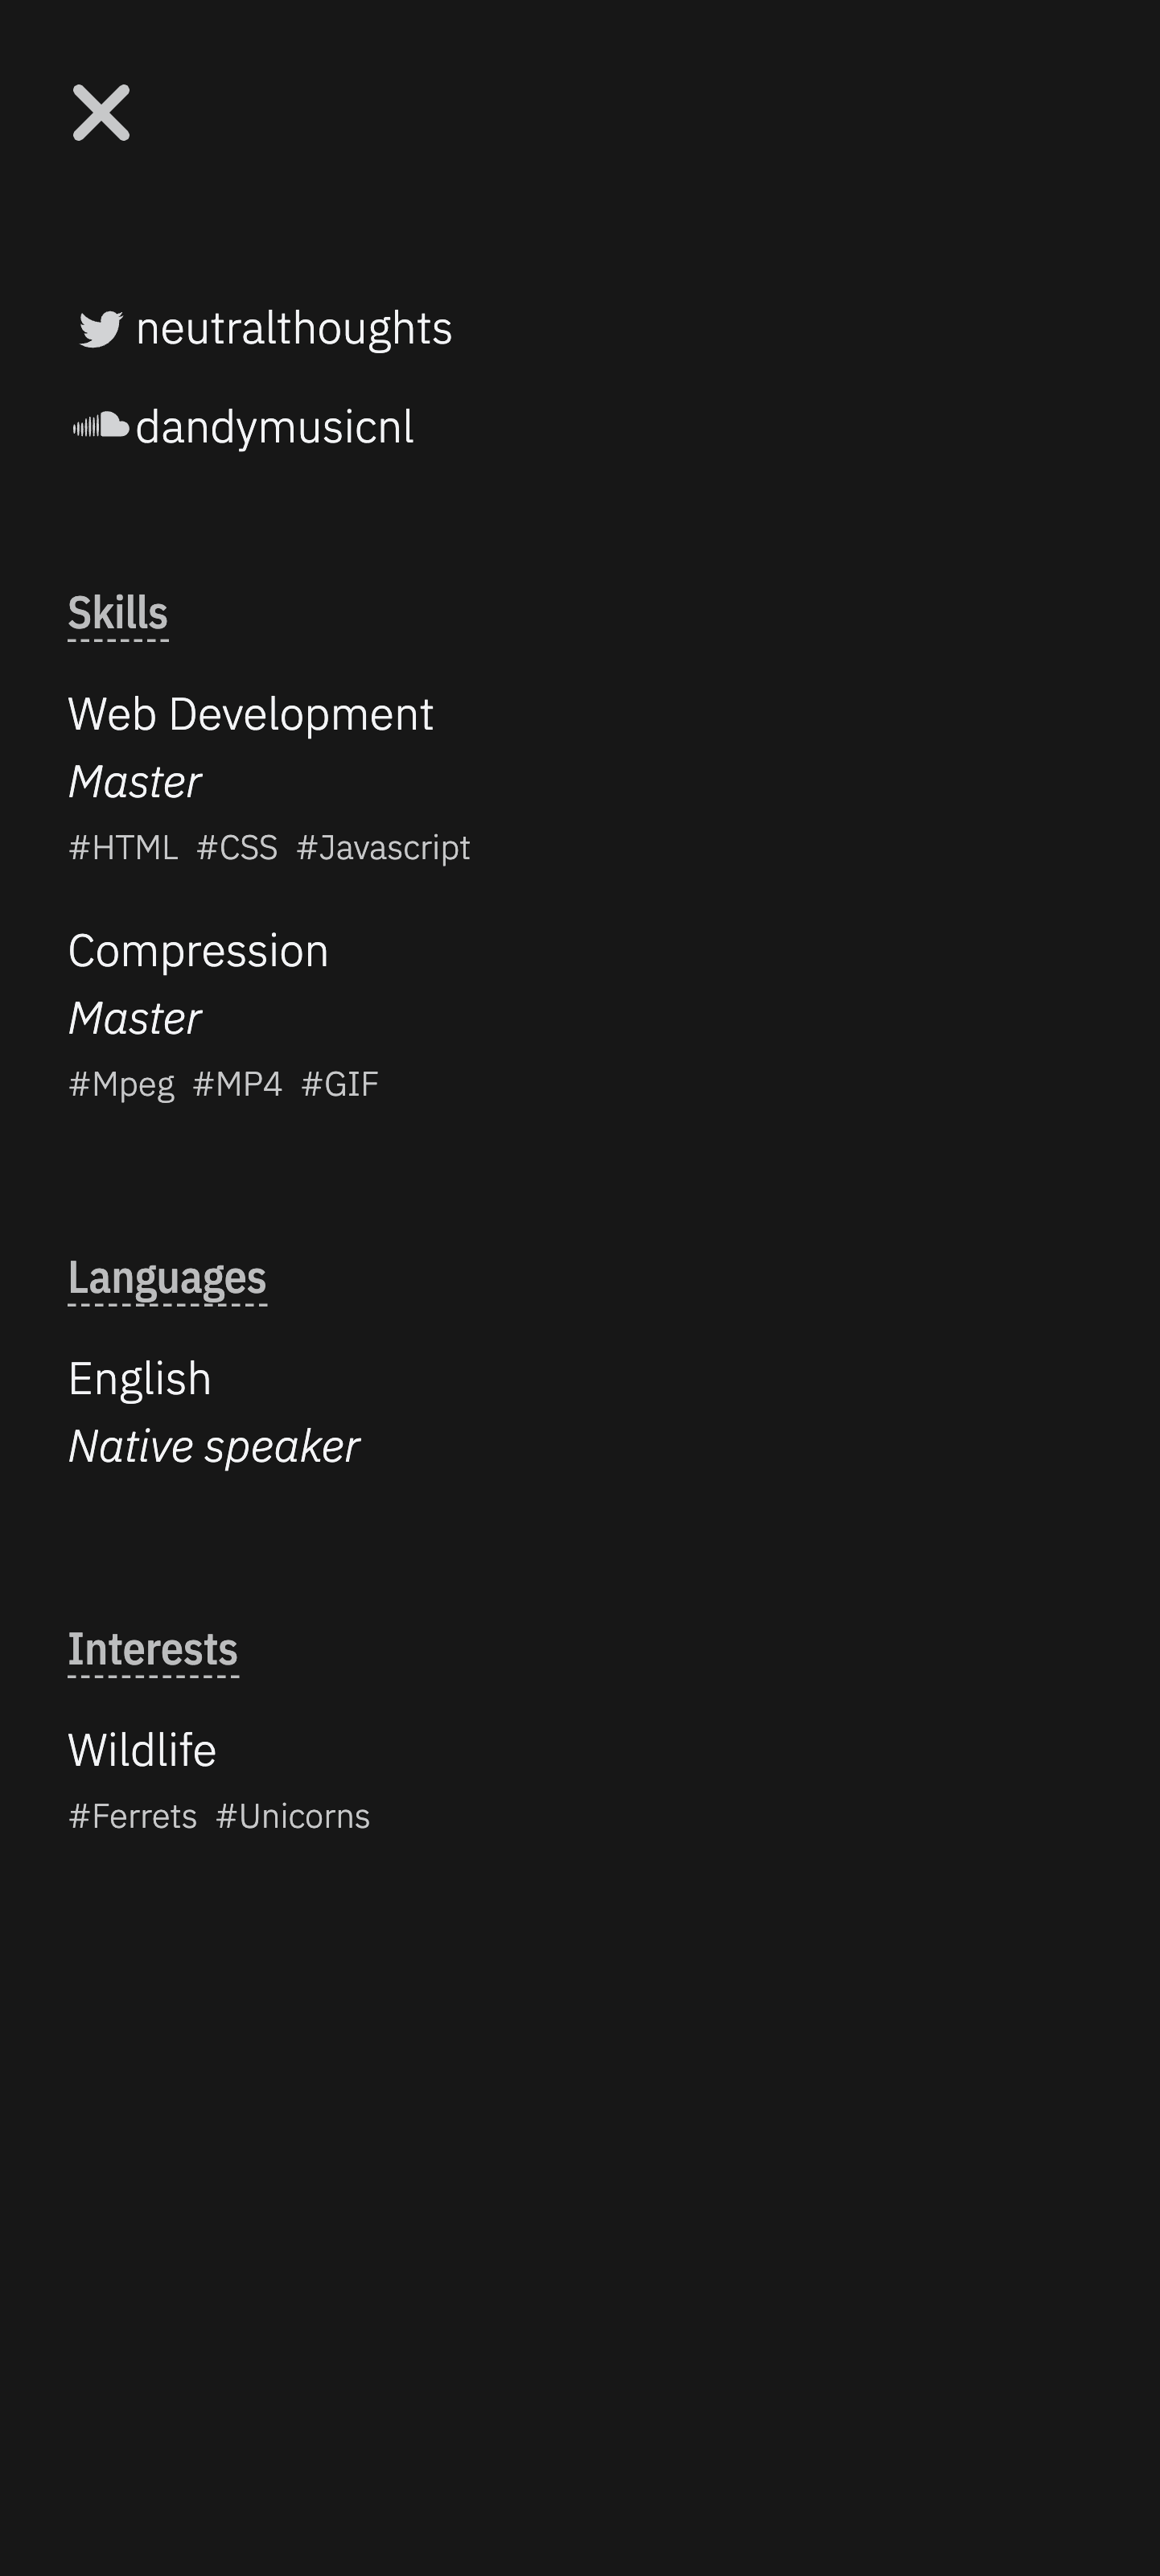 neutralthoughts
dandymusicnl
Skills
Web Development
Master
#HTML #CSS #Javascript
Compression
Master
#Mpeg #MP4 #GIF
Languages
English
Native speaker
Interests
Wildlife
#Ferrets #Unicorns